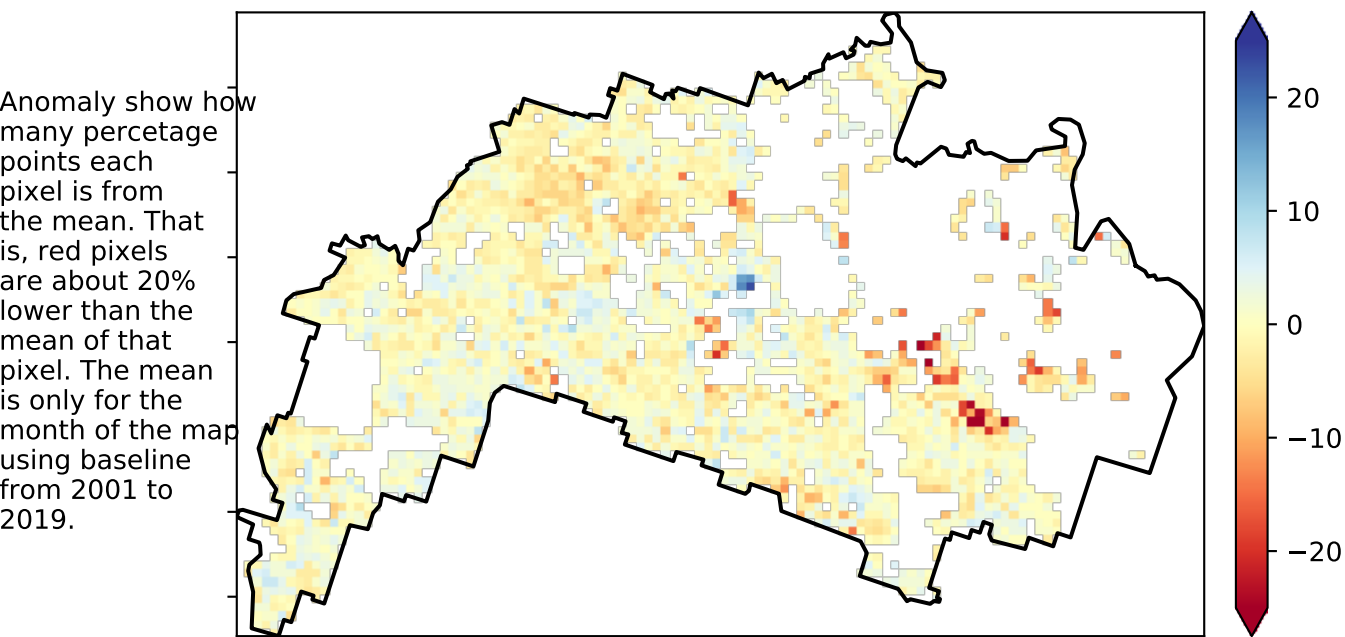 Anomaly show how
many percetage
points each
pixel is from
the mean. That
is, red pixels
are about 20%
lower than the
mean of that
pixel. The mean
is only for the
month of the map
using baseline
from 2001 to
2019.
20
10
0
−10
−20